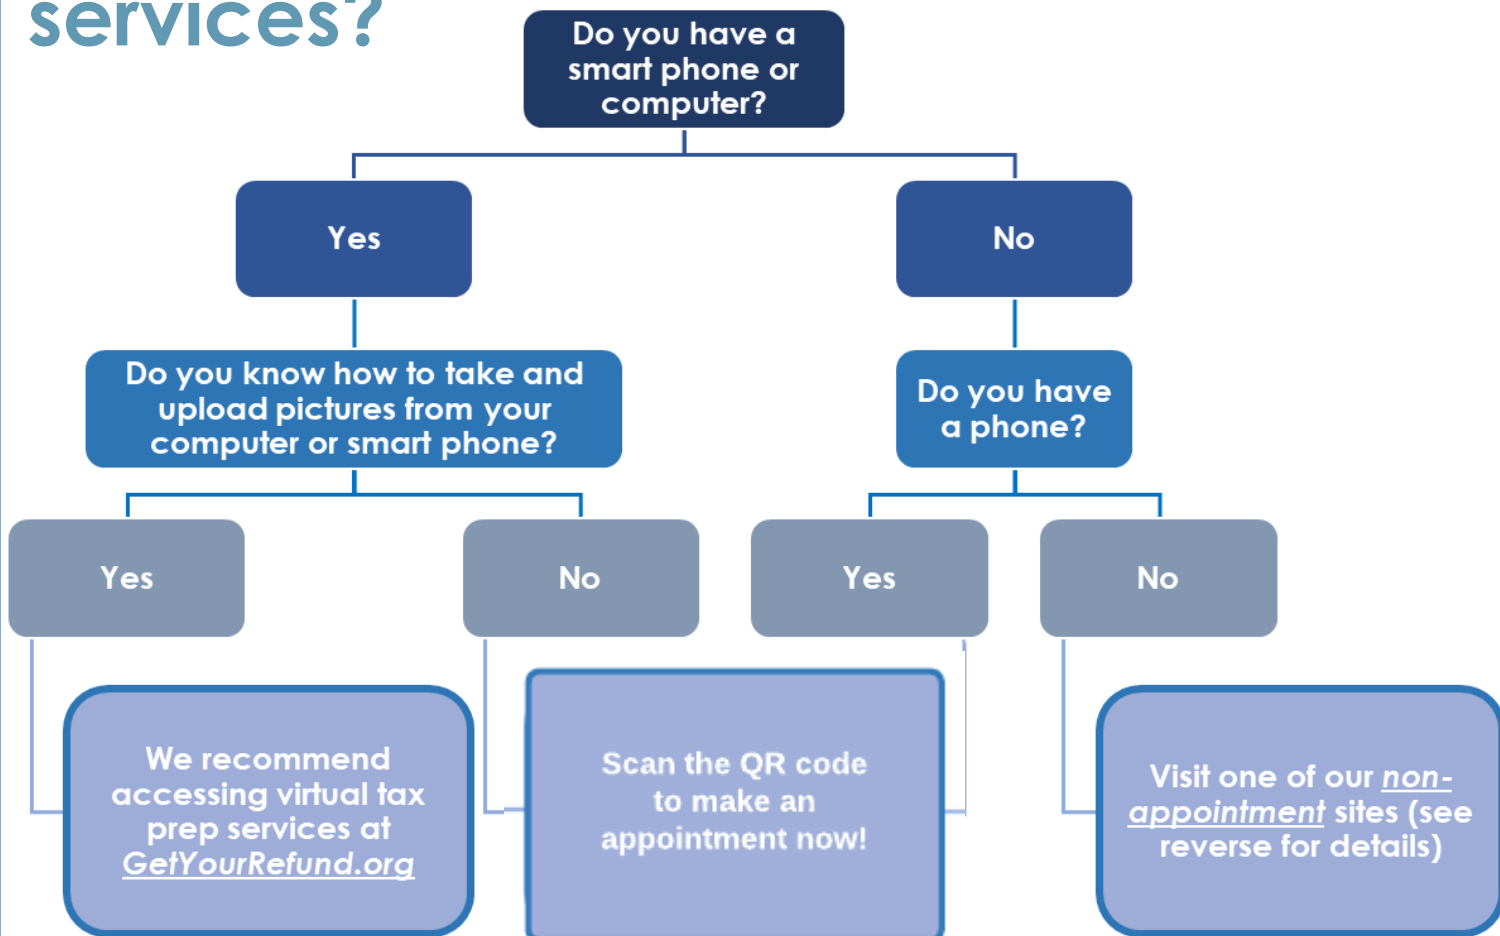 services?
Do you have a
smart phone or
computer?
Yes
No
Do you know how to take and
upload pictures from your
computer or smart phone?
Do you have
a phone?
Yes
No
Yes
No
We recommend
accessing virtual tax
prep services at
GetYourRefund.org
Scan the QR code
to make an
appointment now!
Visit one of our non-
appointment sites (see
reverse for details)